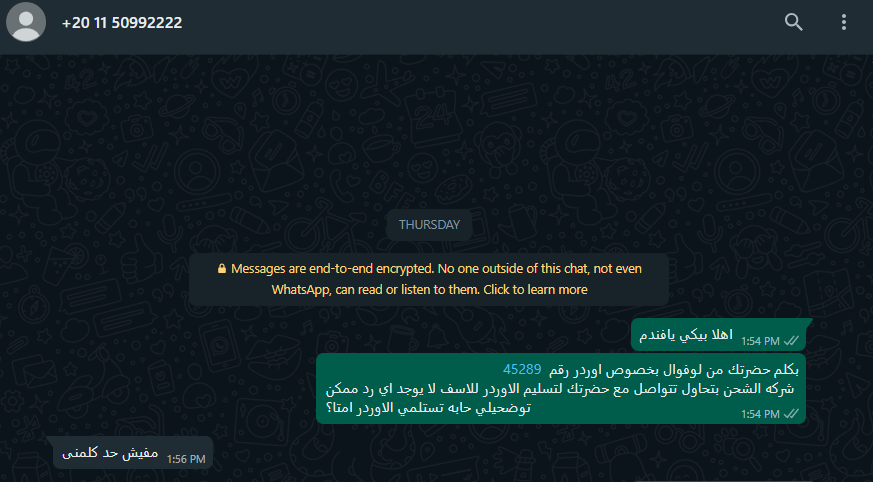 +20 11 50992222
THURSDAY
Messages are end-to-end encrypted. No one outside of this chat, not even
WhatsApp, can read or listen to them. Click to learn more
اهلا بيكي يافندم
1:54 PM
بكلم حضرتك من لوفوال بخصوص اوردر رقم 45289
شركه الشحن بتحاول تتواصل مع حضرتك لتسليم الاوردر للاسف لا يوجد اي رد ممكن
توضحيلي حابه تستلمي الاوردر امتا؟
1:54 PM
مفيش حد كلمنى
1:56 PM